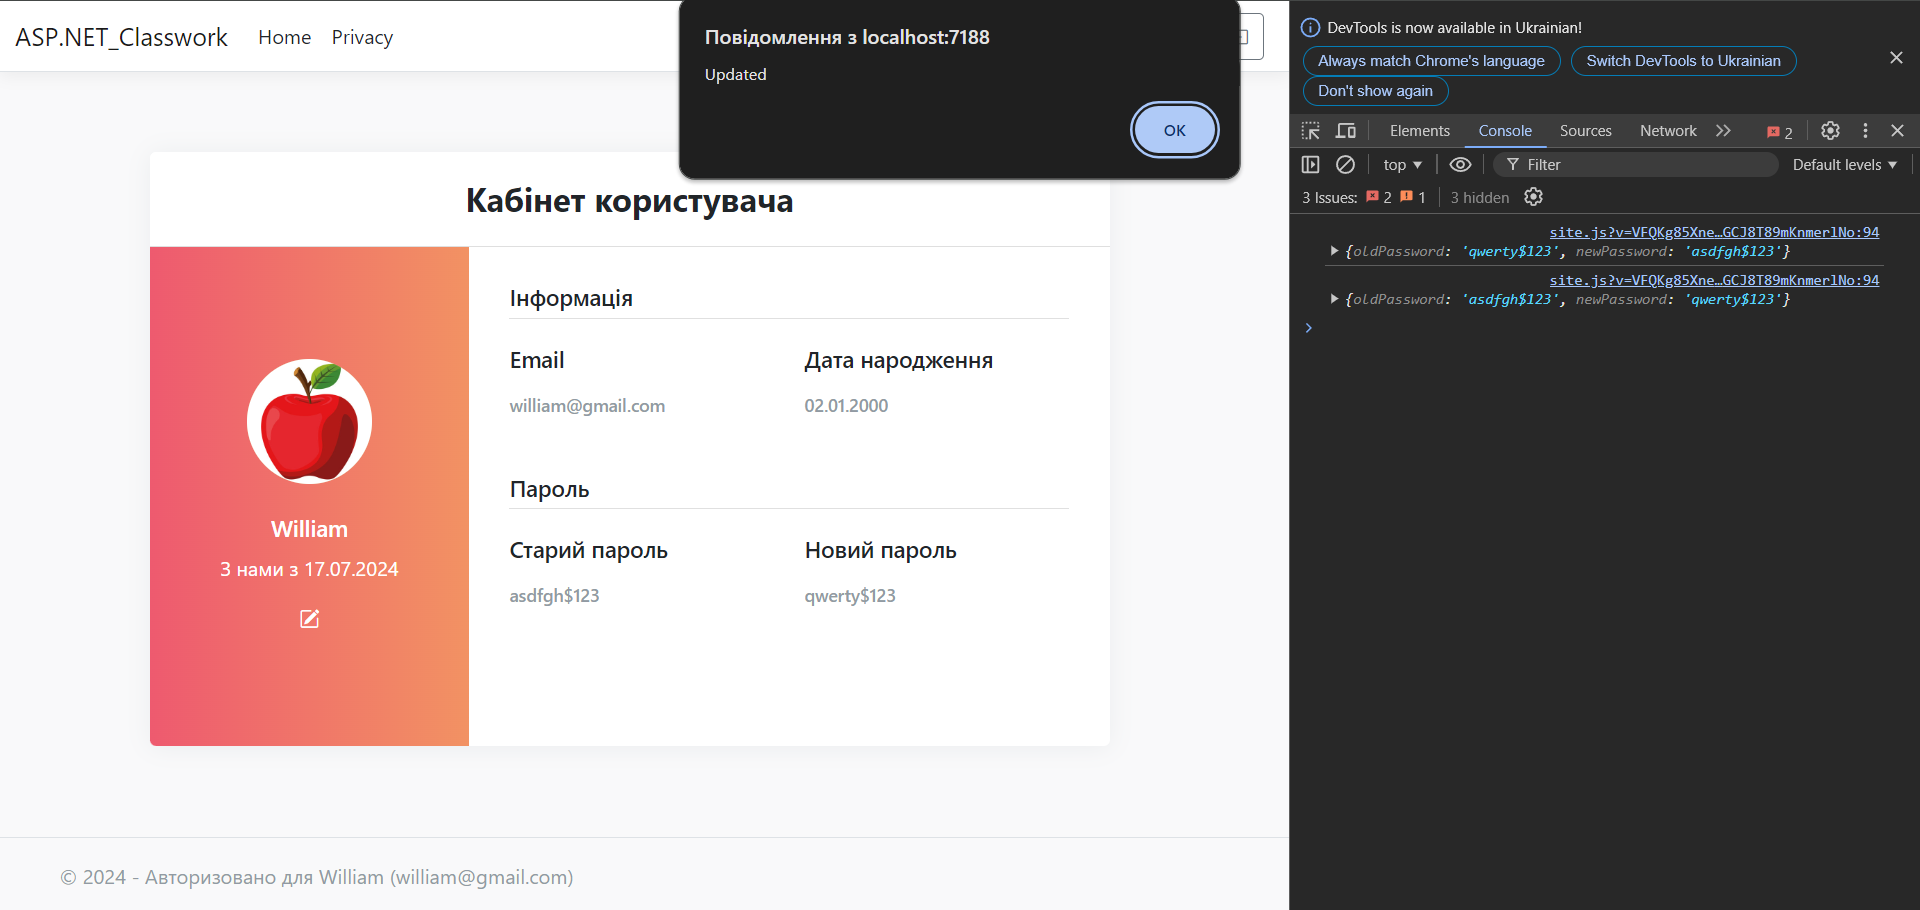 ASP.NET_Classwork Home Privacy
Повідомлення з localhost:7188
Updated
OK
Кабінет користувача
Інформація
Email Дата народження
william@gmail.com 02.01.2000
Пароль
Старий пароль Новий пароль
asdfgh$123 qwerty$123
William
З нами з 17.07.2024
© 2024 - Авторизовано для William (william@gmail.com)
DevTools is now available in Ukrainian!
Always match Chrome's language Switch DevTools to Ukrainian
Don't show again
Elements Console Sources Network 2
top Filter Default levels
3 Issues: 2 1 3 hidden
site.js?v=VFQKg85Xne…GCJ8T89mKnmerlNo:94
{oldPassword: 'qwerty$123', newPassword: 'asdfgh$123'}
site.js?v=VFQKg85Xne…GCJ8T89mKnmerlNo:94
{oldPassword: 'asdfgh$123', newPassword: 'qwerty$123'}